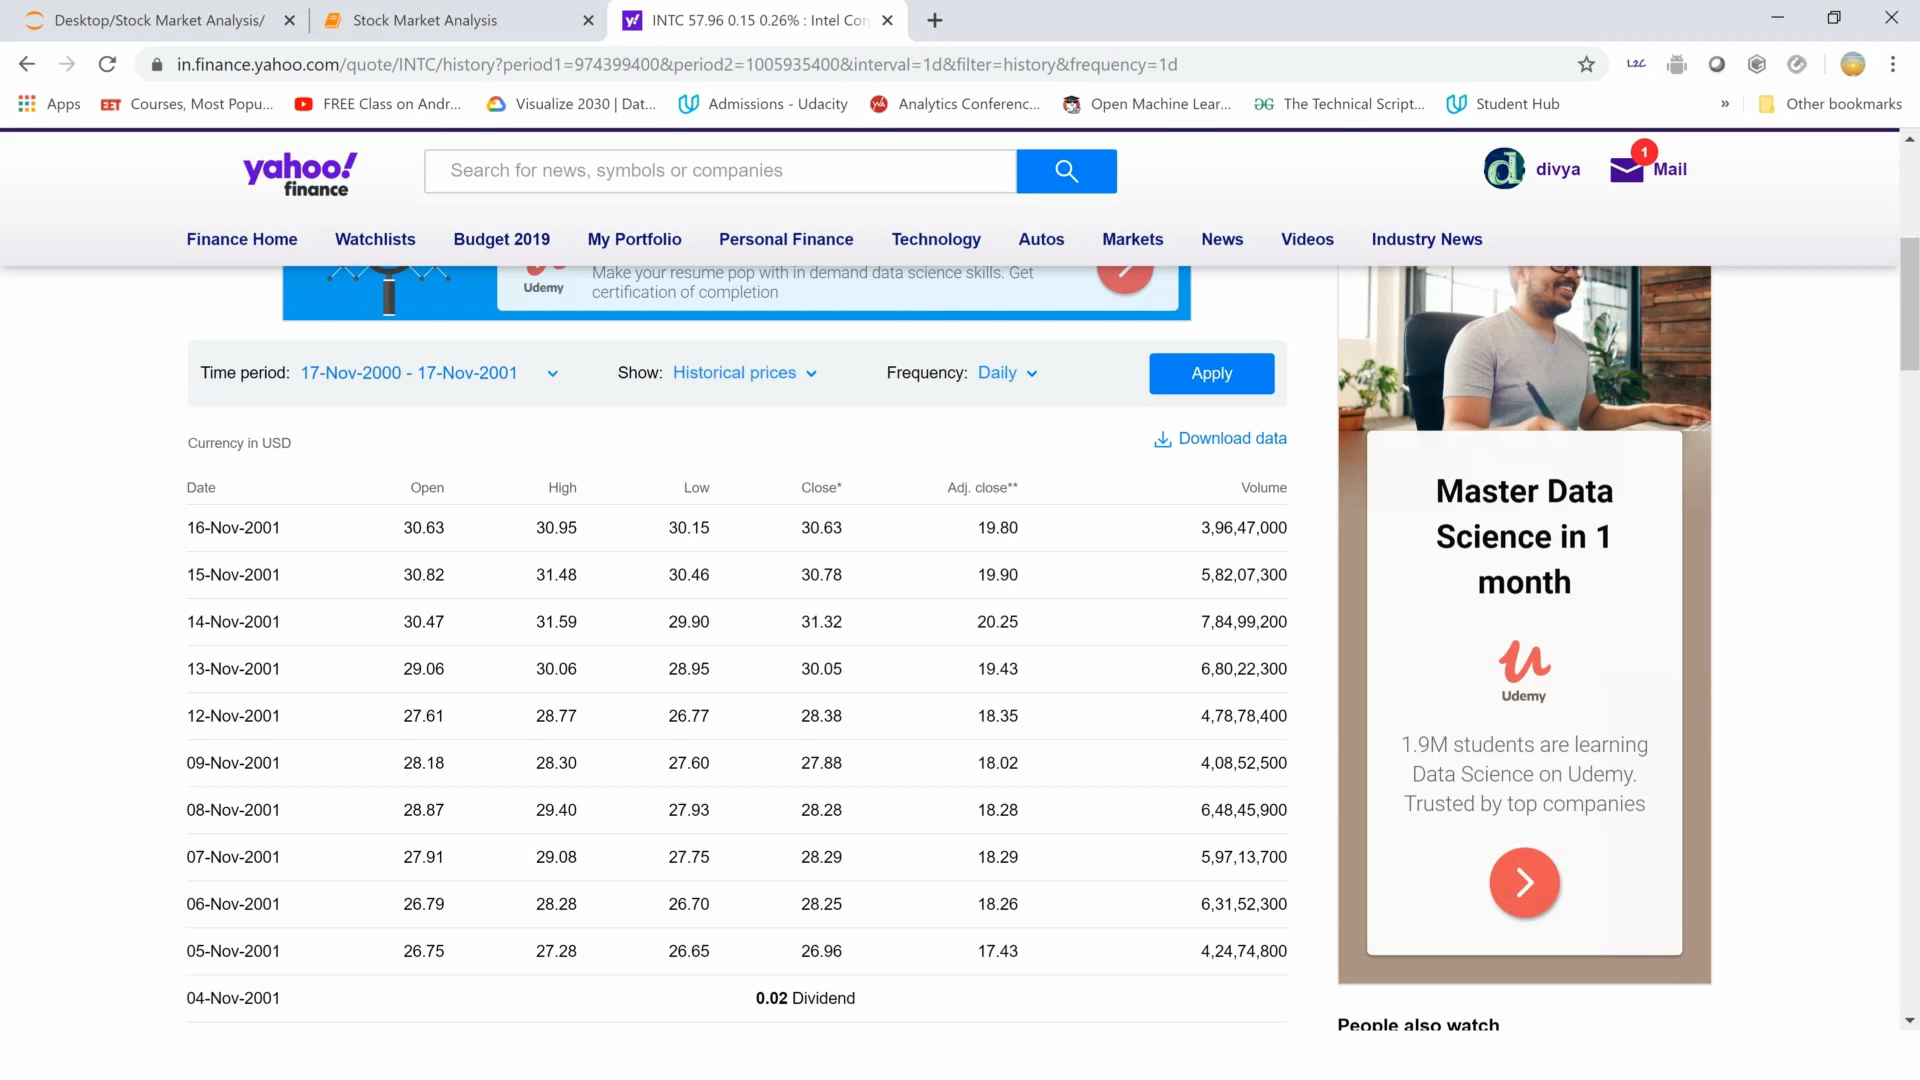 Desktop/Stock Market Analysis/
Stock Market Analysis
INTC 57.96 0.15 0.26% : Intel Cor
in.finance.yahoo.com/quote/INTC/history?period1=974399400&period2=1005935400&interval=1d&filter=history&frequency=1d
L2C
Apps
EET Courses, Most Popu...
FREE Class on Andr...
Visualize 2030 | Dat...
Admissions - Udacity
Analytics Conferenc...
Open Machine Lear...
The Technical Script...
Student Hub
»
Other bookmarks
yahoo!
finance
Search for news, symbols or companies
d divya
1
Mail
Finance Home Watchlists Budget 2019 My Portfolio Personal Finance Technology Autos Markets News Videos Industry News
Udemy
Make your resume pop with in demand data science skills. Get
certification of completion
Time period: 17-Nov-2000 - 17-Nov-2001 Show: Historical prices Frequency: Daily Apply
Currency in USD
Download data
Date Open High Low Close* Adj. close** Volume
16-Nov-2001 30.63 30.95 30.15 30.63 19.80 3,96,47,000
15-Nov-2001 30.82 31.48 30.46 30.78 19.90 5,82,07,300
14-Nov-2001 30.47 31.59 29.90 31.32 20.25 7,84,99,200
13-Nov-2001 29.06 30.06 28.95 30.05 19.43 6,80,22,300
12-Nov-2001 27.61 28.77 26.77 28.38 18.35 4,78,78,400
09-Nov-2001 28.18 28.30 27.60 27.88 18.02 4,08,52,500
08-Nov-2001 28.87 29.40 27.93 28.28 18.28 6,48,45,900
07-Nov-2001 27.91 29.08 27.75 28.29 18.29 5,97,13,700
06-Nov-2001 26.79 28.28 26.70 28.25 18.26 6,31,52,300
05-Nov-2001 26.75 27.28 26.65 26.96 17.43 4,24,74,800
04-Nov-2001 0.02 Dividend
Master Data
Science in 1
month
Udemy
1.9M students are learning
Data Science on Udemy.
Trusted by top companies
People also watch